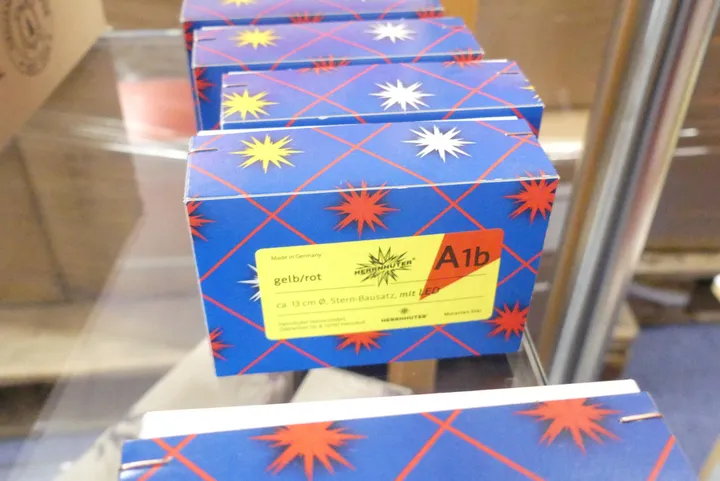 Made in Germany
HERRNHUTER®
A1b
gelb/rot
ca. 13 cm Ø, Stern-Bausatz, mit LED
HERRNHUTER